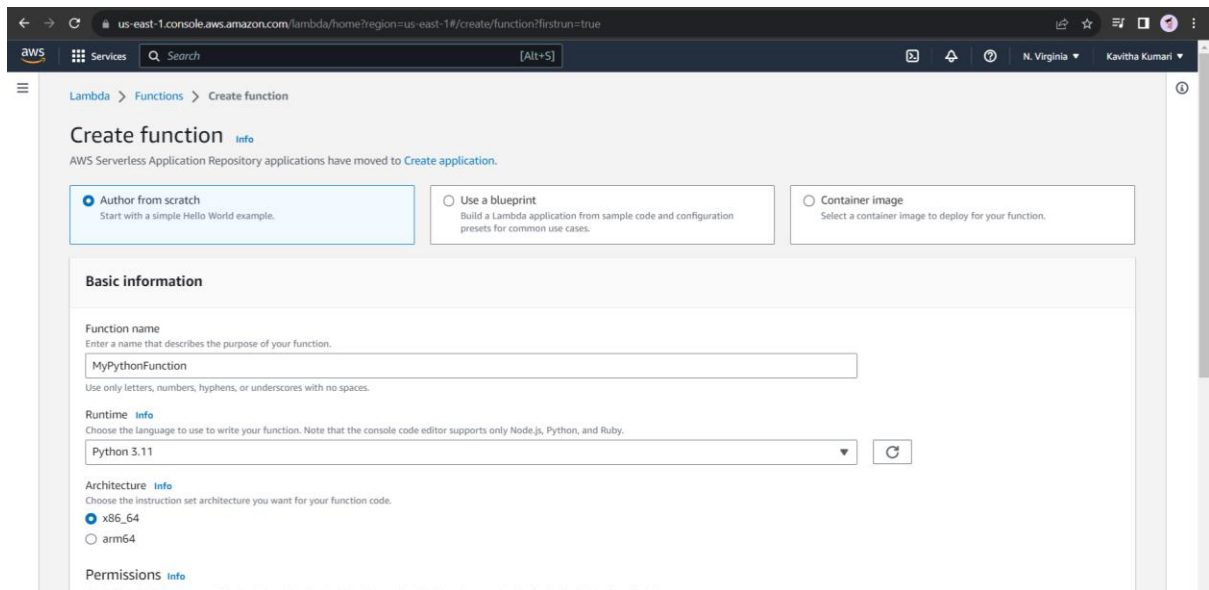 us-east-1.console.aws.amazon.com/lambda/home?region=us-east-1#/create/function?firstrun=true
aws Services Search [Alt+S] N. Virginia Kavitha Kumari
Lambda > Functions > Create function
Create function Info
AWS Serverless Application Repository applications have moved to Create application.
Author from scratch
Start with a simple Hello World example.
Use a blueprint
Build a Lambda application from sample code and configuration
presets for common use cases.
Container image
Select a container image to deploy for your function.
Basic information
Function name
Enter a name that describes the purpose of your function.
MyPythonFunction
Use only letters, numbers, hyphens, or underscores with no spaces.
Runtime Info
Choose the language to use to write your function. Note that the console code editor supports only Node.js, Python, and Ruby.
Python 3.11
Architecture Info
Choose the instruction set architecture you want for your function code.
x86_64
arm64
Permissions Info